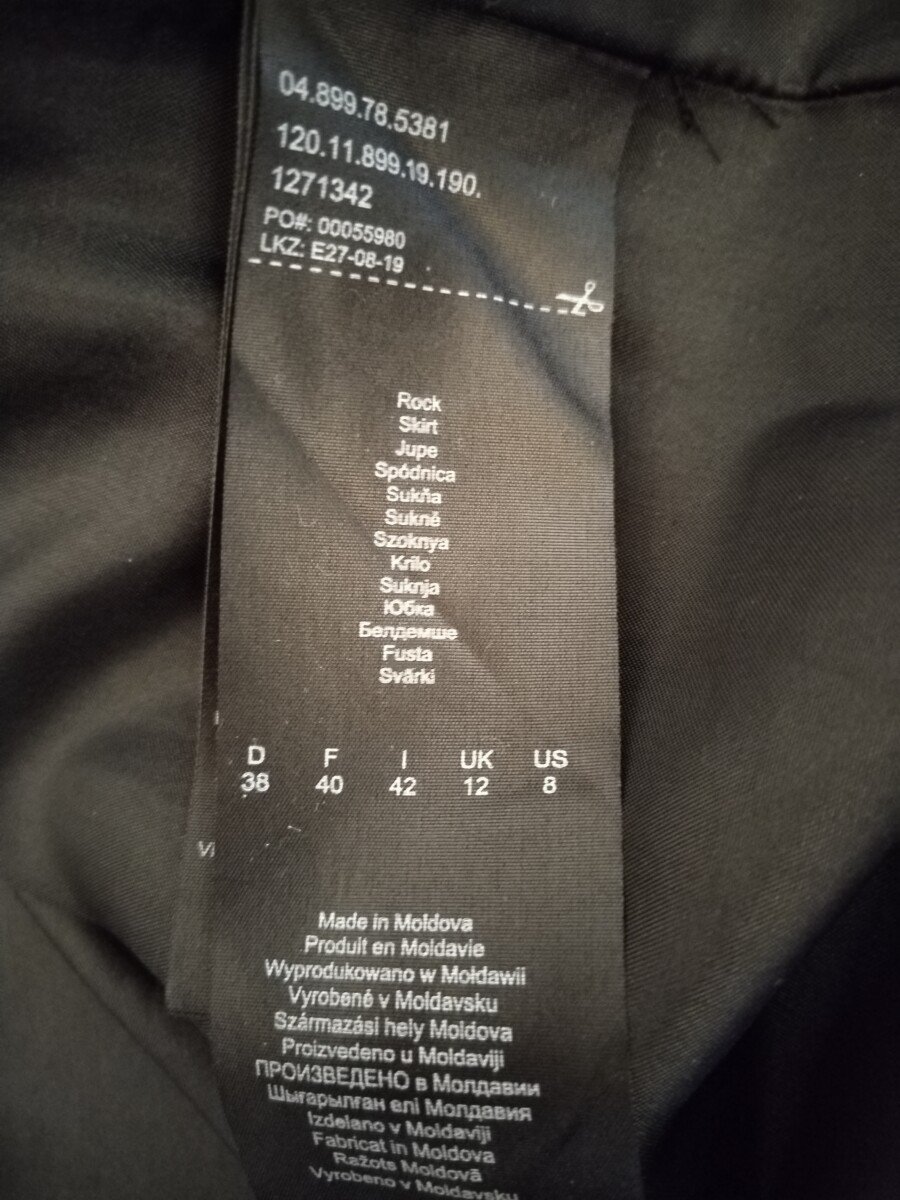 04.899.78.5381
120.11.899.19.190.
1271342
PO#: 00055980
LKZ: E27-08-19
Rock
Skirt
Jupe
Spódnica
Sukňa
Sukně
Szoknya
Krilo
Suknja
Юбка
Белдемше
Fusta
Svārki
D F I UK US
38 40 42 12 8
Made in Moldova
Produit en Moldavie
Wyprodukowano w Mołdawii
Vyrobené v Moldavsku
Származási hely Moldova
Proizvedeno u Moldaviji
ПРОИЗВЕДЕНО в Молдавии
Шығарылған елі Молдавия
Izdelano v Moldaviji
Fabricat in Moldova
Ražots Moldovā
Vyrobeno v Moldavsku